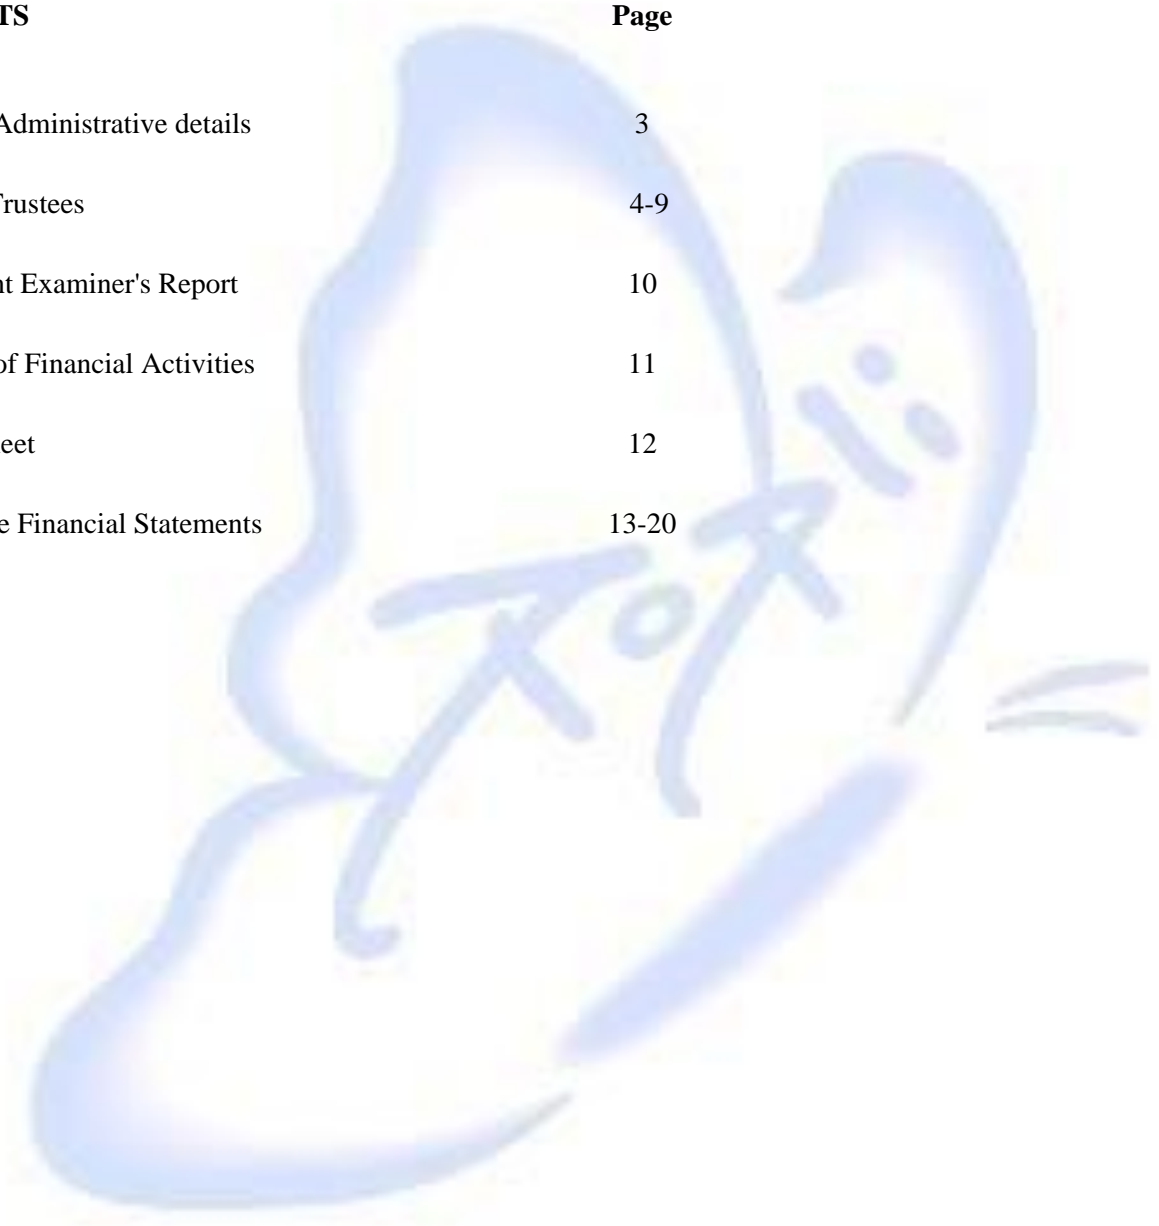 TS Page
Administrative details 3
Trustees 4-9
nt Examiner's Report 10
of Financial Activities 11
eet 12
e Financial Statements 13-20